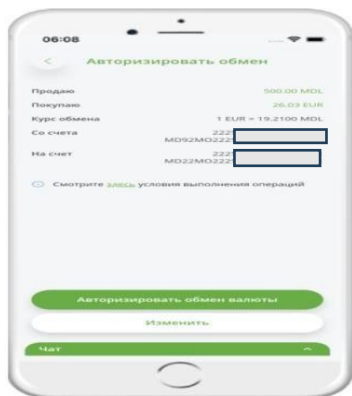 06:08
Авторизировать обмен
Продаю 500.00 MDL
Покупаю 26.03 EUR
Курс обмена 1 EUR = 19.2100 MDL
Со счета 222
MD92MO222
На счет 222
MD22MO222
Смотрите здесь условия выполнения операций
Авторизировать обмен валюты
Изменить
Чат